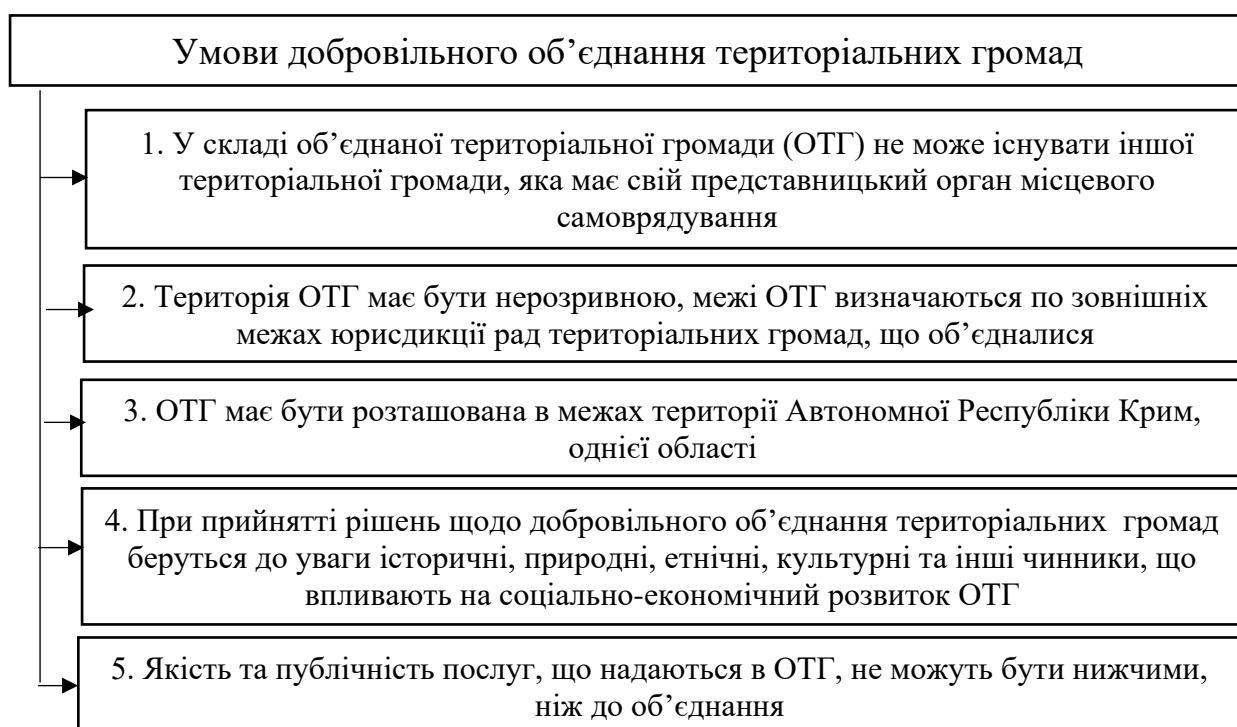 Умови добровільного об’єднання територіальних громад
1. У складі об’єднаної територіальної громади (ОТГ) не може існувати іншої
територіальної громади, яка має свій представницький орган місцевого
самоврядування
2. Територія ОТГ має бути нерозривною, межі ОТГ визначаються по зовнішніх
межах юрисдикції рад територіальних громад, що об’єдналися
3. ОТГ має бути розташована в межах території Автономної Республіки Крим,
однієї області
4. При прийнятті рішень щодо добровільного об’єднання територіальних громад
беруться до уваги історичні, природні, етнічні, культурні та інші чинники, що
впливають на соціально-економічний розвиток ОТГ
5. Якість та публічність послуг, що надаються в ОТГ, не можуть бути нижчими,
ніж до об’єднання